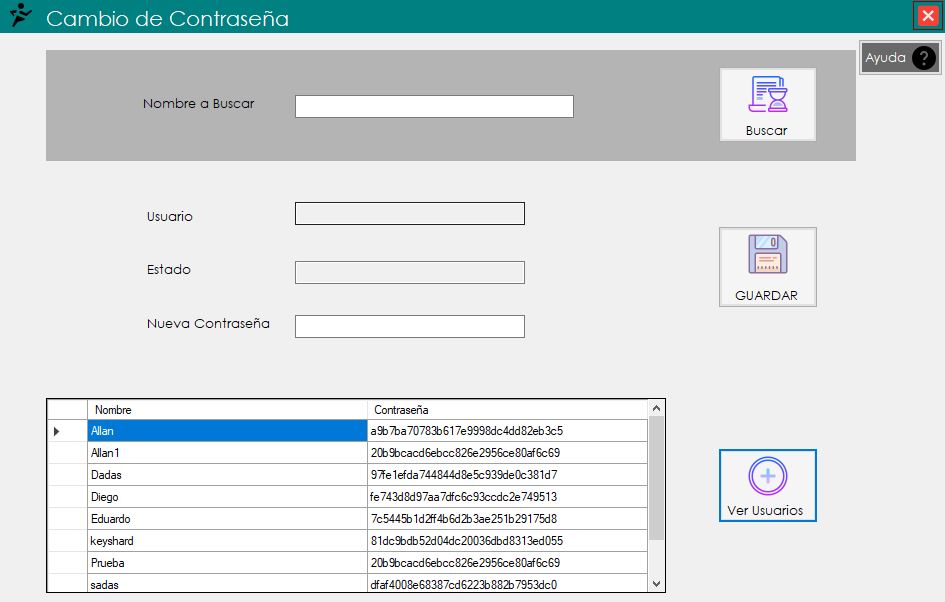 Cambio de Contraseña
Ayuda ?
Nombre a Buscar
Buscar
Usuario
Estado
GUARDAR
Nueva Contraseña
Nombre Contraseña
Allan a9b7ba70783b617e9998dc4dd82eb3c5
Allan1 20b9bcacd6ebcc826e2956ce80af6c69
Dadas 97fe1efda744844d8e5c939de0c381d7
Diego fe743d8d97aa7dfc6c93ccdc2e749513
Eduardo 7c5445b1d2ff4b6d2b3ae251b29175d8
keyshard 81dc9bdb52d04dc20036dbd8313ed055
Prueba 20b9bcacd6ebcc826e2956ce80af6c69
sadas dfaf4008e68387cd6223b882b7953dc0
Ver Usuarios